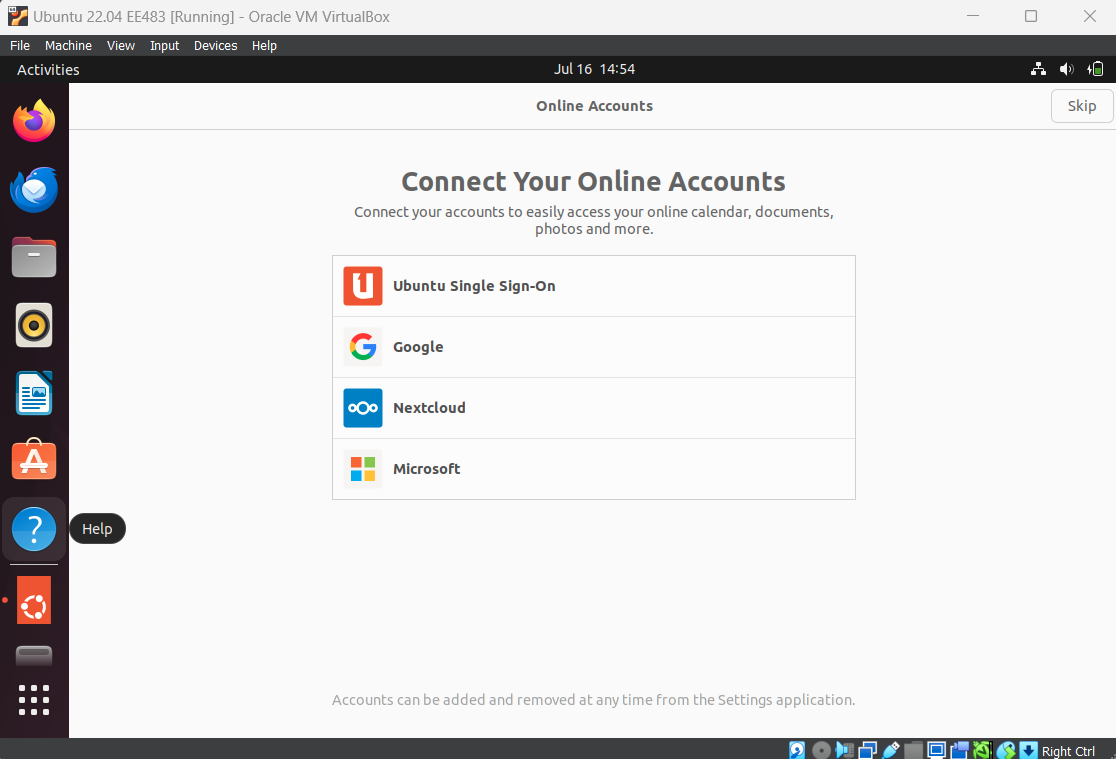 Ubuntu 22.04 EE483 [Running] - Oracle VM VirtualBox
File Machine View Input Devices Help
Activities
Jul 16 14:54
Online Accounts
Skip
Connect Your Online Accounts
Connect your accounts to easily access your online calendar, documents,
photos and more.
Ubuntu Single Sign-On
Google
Nextcloud
Microsoft
Help
Accounts can be added and removed at any time from the Settings application.
Right Ctrl